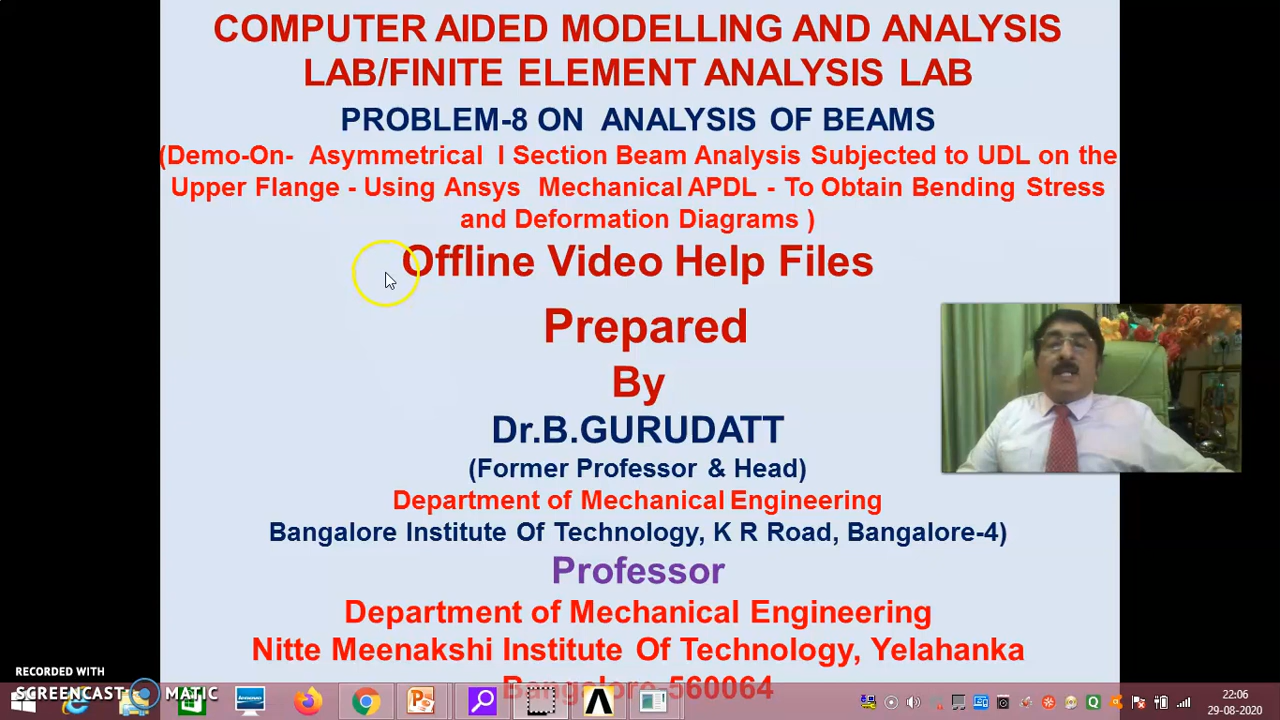 COMPUTER AIDED MODELLING AND ANALYSIS
LAB/FINITE ELEMENT ANALYSIS LAB
PROBLEM-8 ON ANALYSIS OF BEAMS
(Demo-On- Asymmetrical I Section Beam Analysis Subjected to UDL on the
Upper Flange - Using Ansys Mechanical APDL - To Obtain Bending Stress
and Deformation Diagrams )
Offline Video Help Files
Prepared
By
Dr.B.GURUDATT
(Former Professor & Head)
Department of Mechanical Engineering
Bangalore Institute Of Technology, K R Road, Bangalore-4)
Professor
Department of Mechanical Engineering
Nitte Meenakshi Institute Of Technology, Yelahanka
Bangalore-560064
RECORDED WITH
SCREENCAST MATIC
22:06
29-08-2020